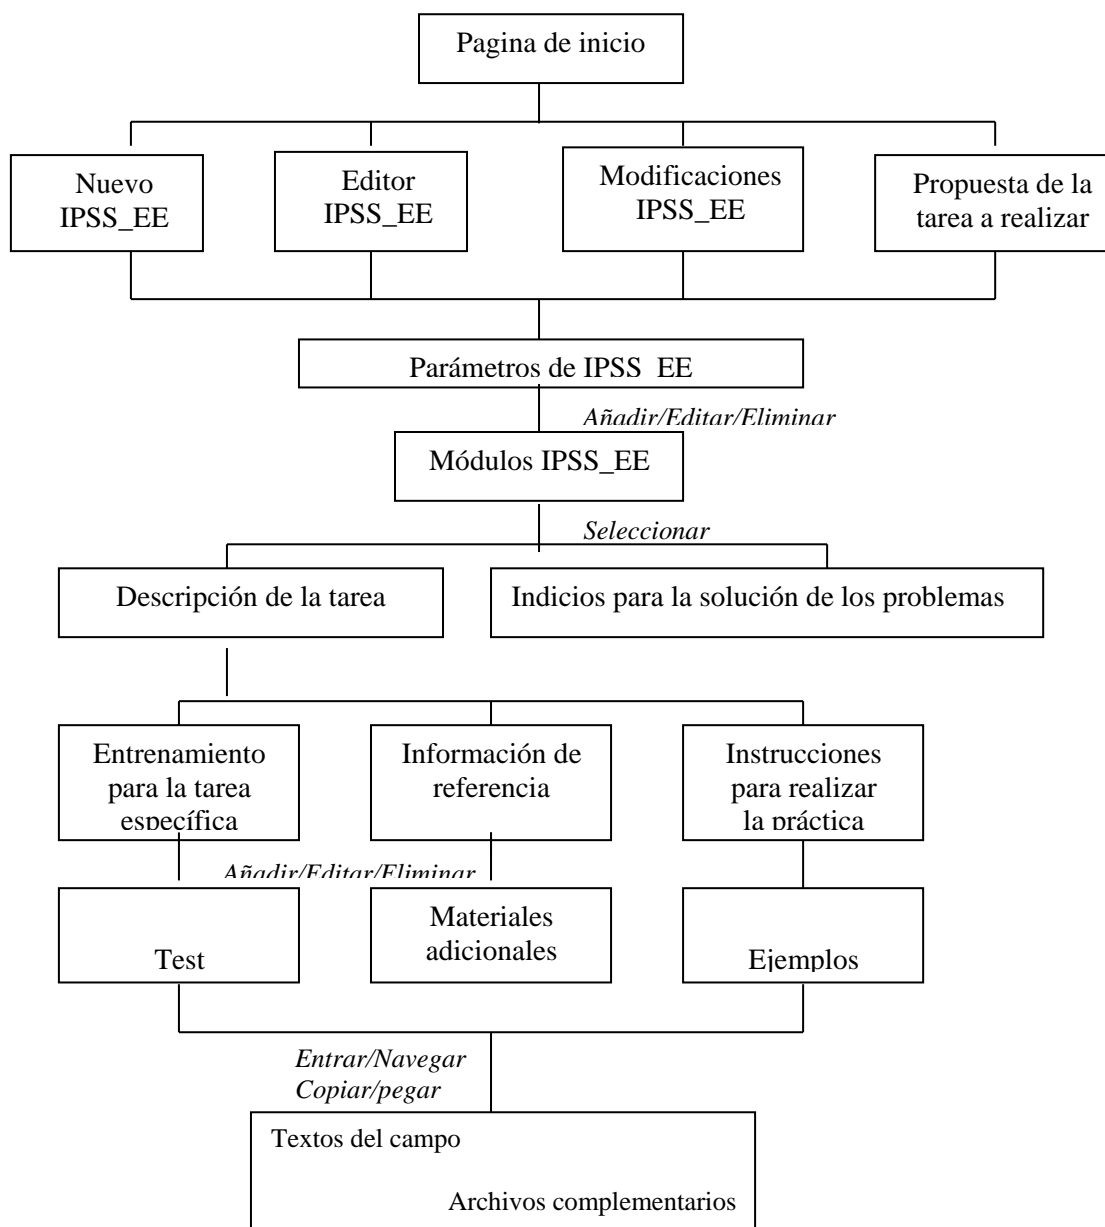 Pagina de inicio
Nuevo
IPSS_EE
Editor
IPSS_EE
Modificaciones
IPSS_EE
Propuesta de la
tarea a realizar
Parámetros de IPSS_EE
Añadir/Editar/Eliminar
Módulos IPSS_EE
Seleccionar
Descripción de la tarea
Indicios para la solución de los problemas
Entrenamiento
para la tarea
específica
Información de
referencia
Instrucciones
para realizar
la práctica
Añadir/Editar/Eliminar
Test
Materiales
adicionales
Ejemplos
Entrar/Navegar
Copiar/pegar
Textos del campo
Archivos complementarios